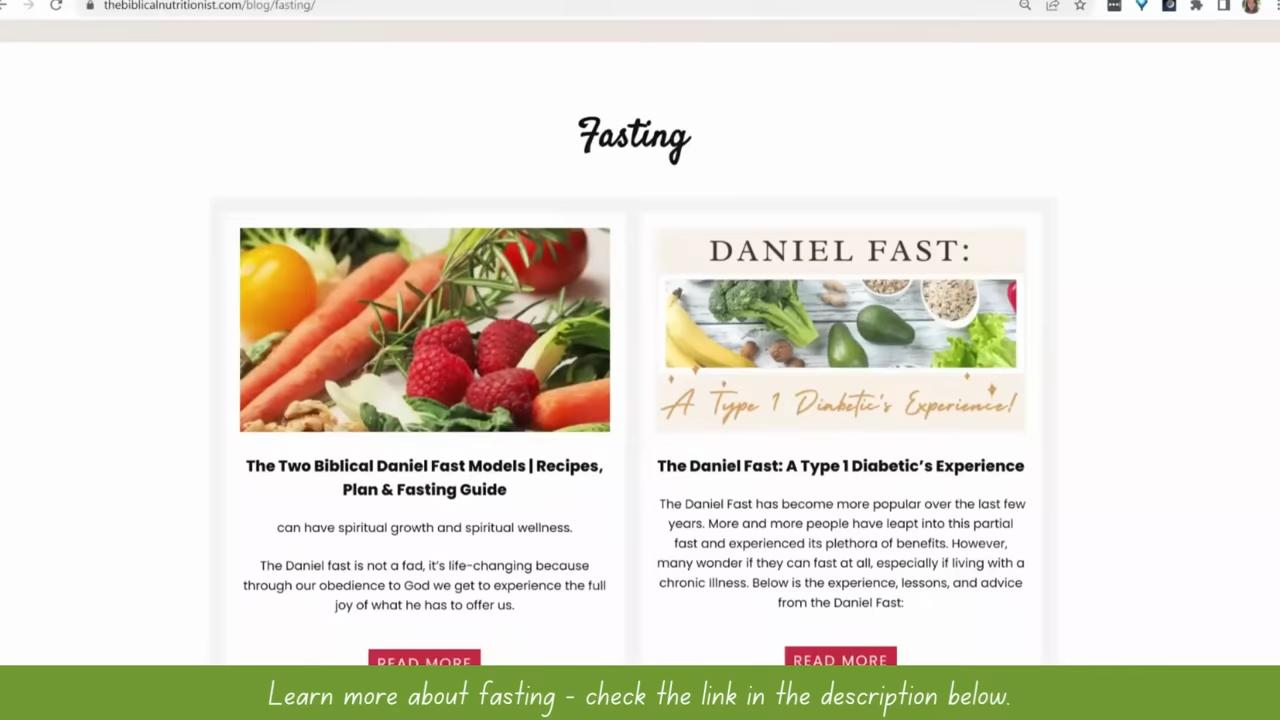 thebiblicalnutritionist.com/blog/fasting/
Fasting
DANIEL FAST:
A Type 1 Diabetic's Experience!
The Two Biblical Daniel Fast Models | Recipes,
Plan & Fasting Guide
can have spiritual growth and spiritual wellness.
The Daniel fast is not a fad, it's life-changing because
through our obedience to God we get to experience the full
joy of what he has to offer us.
READ MORE
The Daniel Fast: A Type 1 Diabetic's Experience
The Daniel Fast has become more popular over the last few
years. More and more people have leapt into this partial
fast and experienced its plethora of benefits. However,
many wonder if they can fast at all, especially if living with a
chronic illness. Below is the experience, lessons, and advice
from the Daniel Fast:
READ MORE
Learn more about fasting - check the link in the description below.